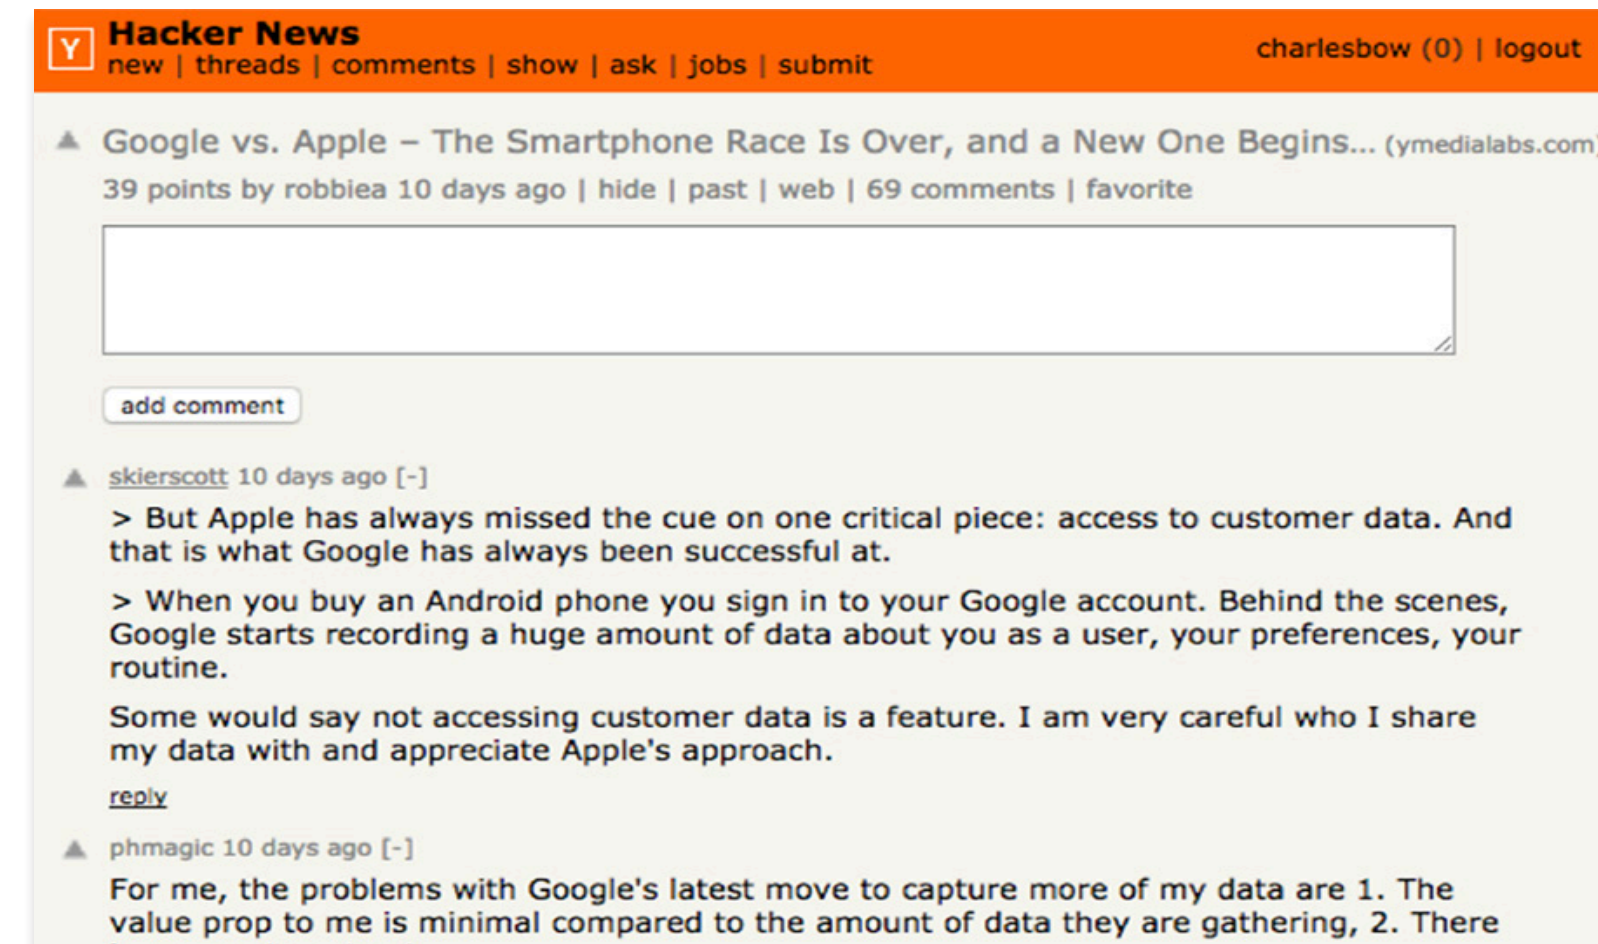 Y
Hacker News
new | threads | comments | show | ask | jobs | submit
charlesbow (0) | logout
Google vs. Apple – The Smartphone Race Is Over, and a New One Begins... (ymedialabs.com)
39 points by robbiea 10 days ago | hide | past | web | 69 comments | favorite
add comment
skierscott 10 days ago [-]
> But Apple has always missed the cue on one critical piece: access to customer data. And
that is what Google has always been successful at.
> When you buy an Android phone you sign in to your Google account. Behind the scenes,
Google starts recording a huge amount of data about you as a user, your preferences, your
routine.
Some would say not accessing customer data is a feature. I am very careful who I share
my data with and appreciate Apple's approach.
reply
phmagic 10 days ago [-]
For me, the problems with Google's latest move to capture more of my data are 1. The
value prop to me is minimal compared to the amount of data they are gathering, 2. There